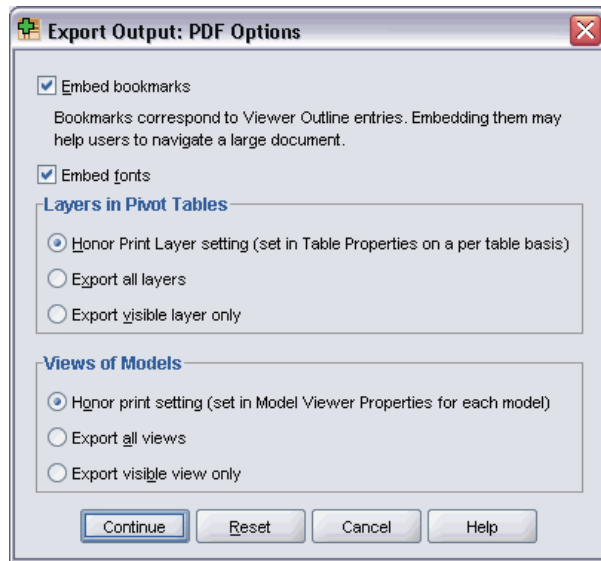 Export Output: PDF Options
Embed bookmarks
Bookmarks correspond to Viewer Outline entries. Embedding them may
help users to navigate a large document.
Embed fonts
Layers in Pivot Tables
Honor Print Layer setting (set in Table Properties on a per table basis)
Export all layers
Export visible layer only
Views of Models
Honor print setting (set in Model Viewer Properties for each model)
Export all views
Export visible view only
Continue Reset Cancel Help